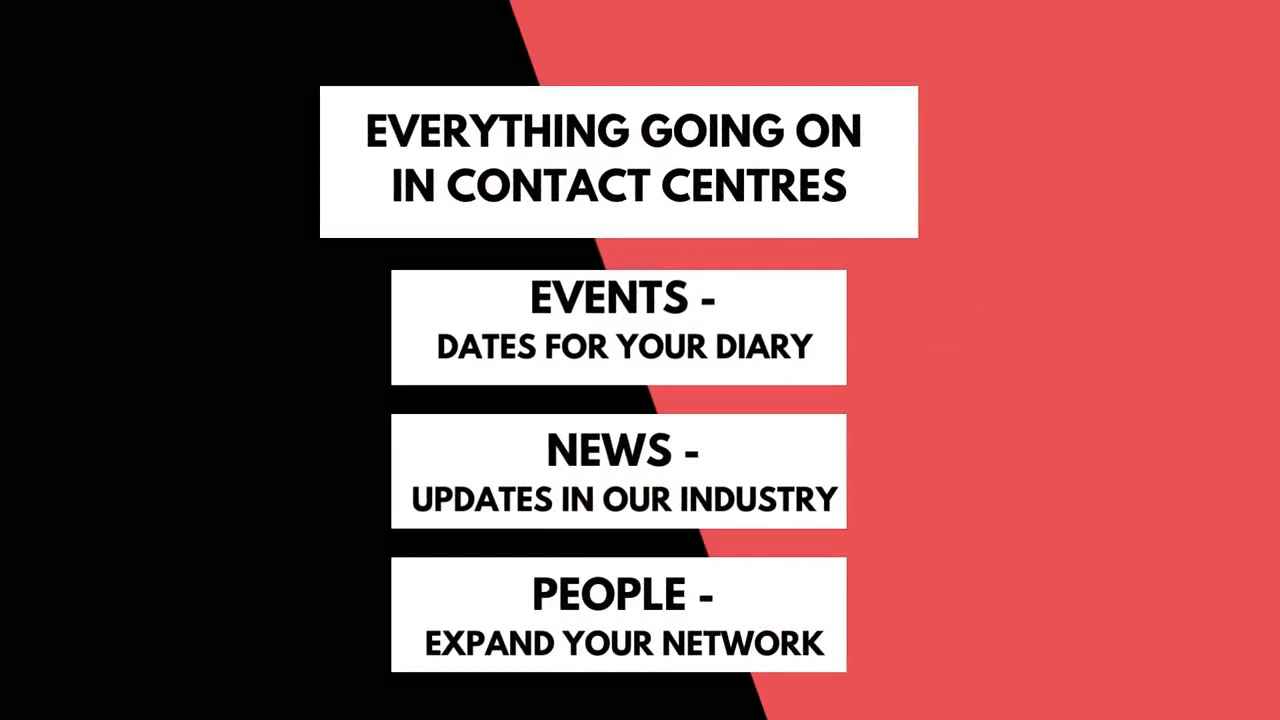 EVERYTHING GOING ON
IN CONTACT CENTRES
EVENTS -
DATES FOR YOUR DIARY
NEWS -
UPDATES IN OUR INDUSTRY
PEOPLE -
EXPAND YOUR NETWORK